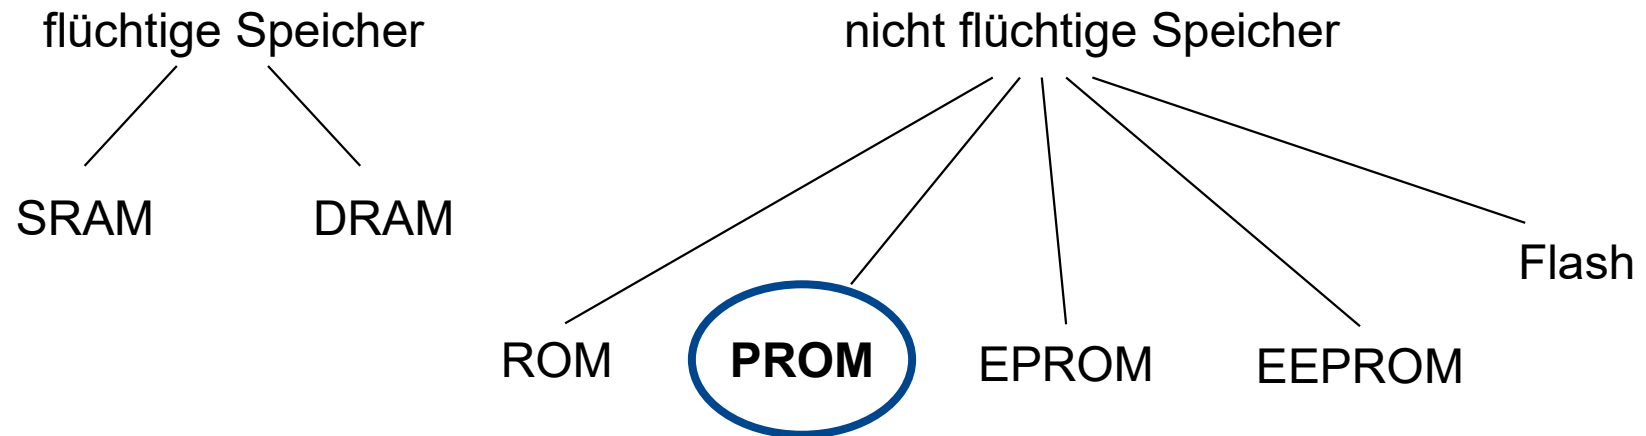 flüchtige Speicher
nicht flüchtige Speicher
SRAM
DRAM
Flash
ROM
PROM
EPROM
EEPROM